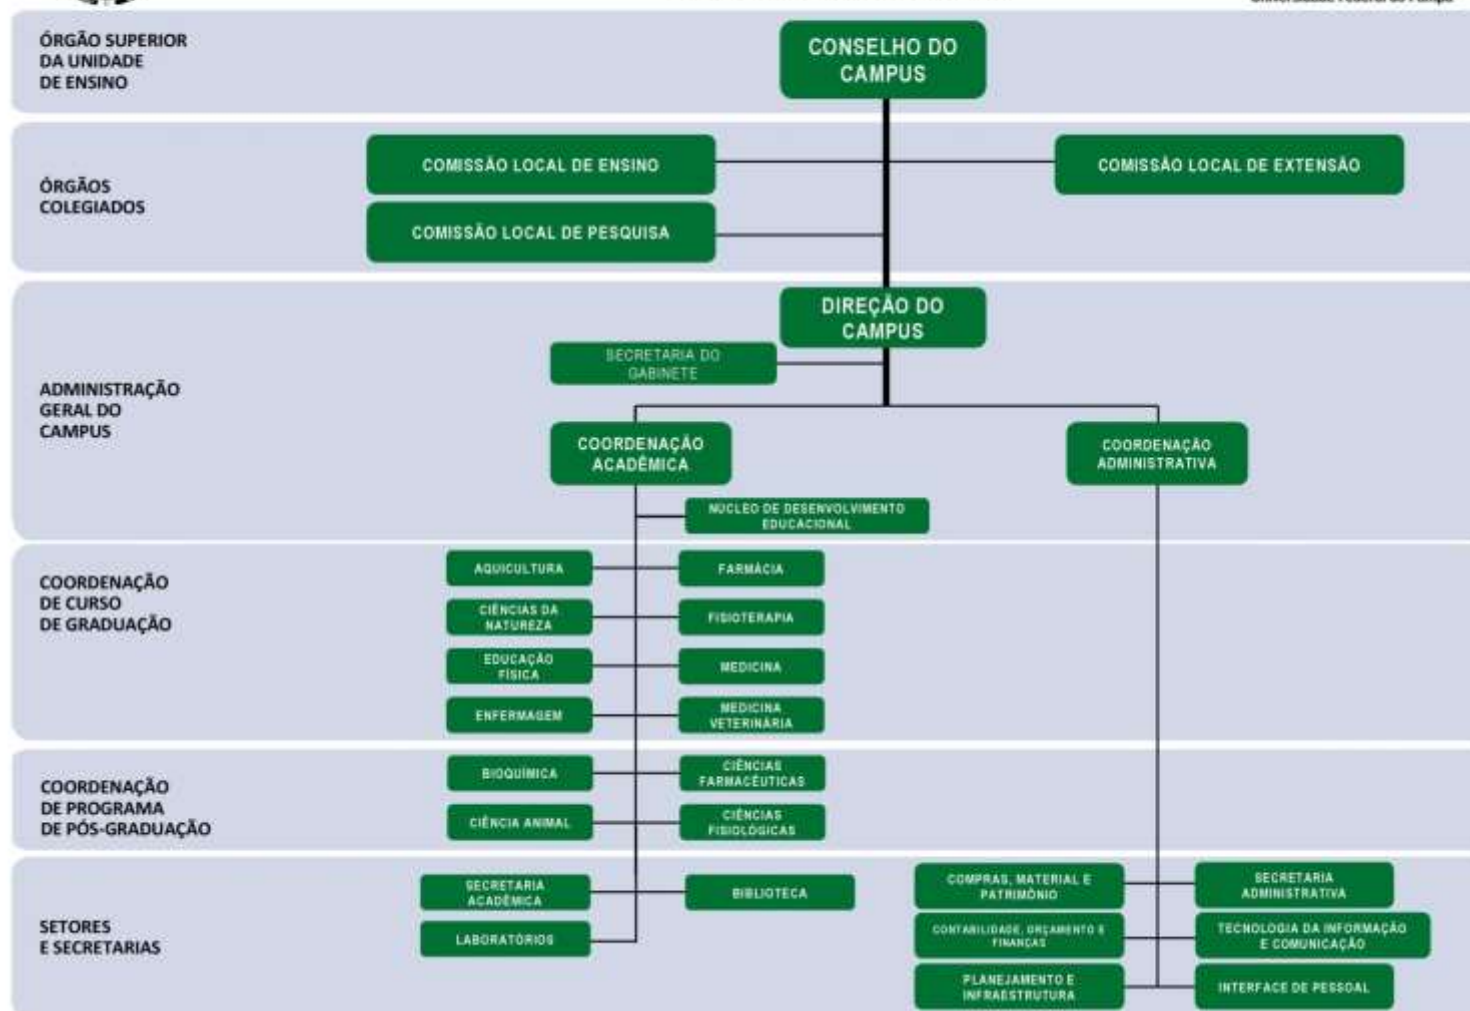 ÓRGÃO SUPERIOR
DA UNIDADE
DE ENSINO
CONSELHO DO
CAMPUS
ÓRGÃOS
COLEGIADOS
COMISSÃO LOCAL DE ENSINO
COMISSÃO LOCAL DE EXTENSÃO
COMISSÃO LOCAL DE PESQUISA
ADMINISTRAÇÃO
GERAL DO
CAMPUS
DIREÇÃO DO
CAMPUS
SECRETARIA DO
GABINETE
COORDENAÇÃO
ACADÊMICA
COORDENAÇÃO
ADMINISTRATIVA
NÚCLEO DE DESENVOLVIMENTO
EDUCACIONAL
COORDENAÇÃO
DE CURSO
DE GRADUAÇÃO
AQUICULTURA
FARMÁCIA
CIÊNCIAS DA
NATUREZA
FISIOTERAPIA
EDUCAÇÃO
FÍSICA
MEDICINA
ENFERMAGEM
MEDICINA
VETERINÁRIA
COORDENAÇÃO
DE PROGRAMA
DE PÓS-GRADUAÇÃO
BIOQUÍMICA
CIÊNCIAS
FARMACÊUTICAS
CIÊNCIA ANIMAL
CIÊNCIAS
FISIOLÓGICAS
SETORES
E SECRETARIAS
SECRETARIA
ACADÊMICA
BIBLIOTECA
LABORATÓRIOS
COMPRAS, MATERIAL E
PATRIMÔNIO
SECRETARIA
ADMINISTRATIVA
CONTABILIDADE, ORÇAMENTO E
FINANÇAS
TECNOLOGIA DA INFORMAÇÃO
E COMUNICAÇÃO
PLANEJAMENTO E
INFRAESTRUTURA
INTERFACE DE PESSOAL